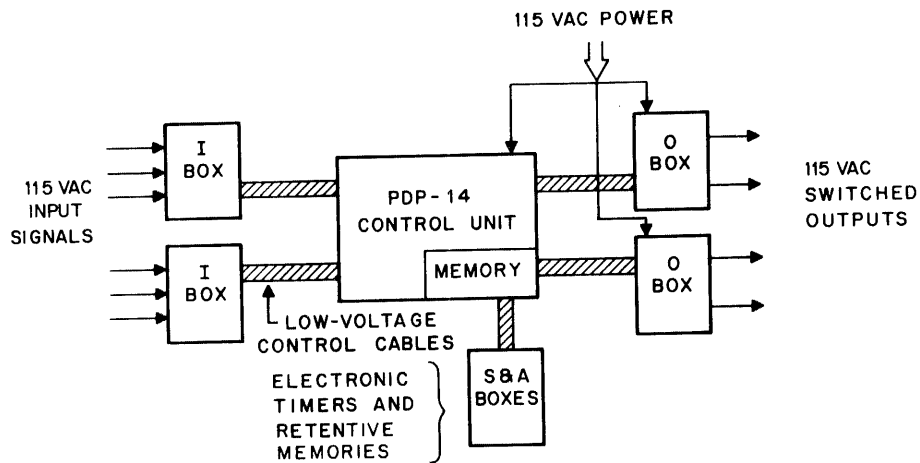 115 VAC POWER
I
BOX
115 VAC
INPUT
SIGNALS
I
BOX
PDP-14
CONTROL UNIT
MEMORY
LOW-VOLTAGE
CONTROL CABLES
O
BOX
O
BOX
115 VAC
SWITCHED
OUTPUTS
ELECTRONIC
TIMERS AND
RETENTIVE
MEMORIES
S&A
BOXES